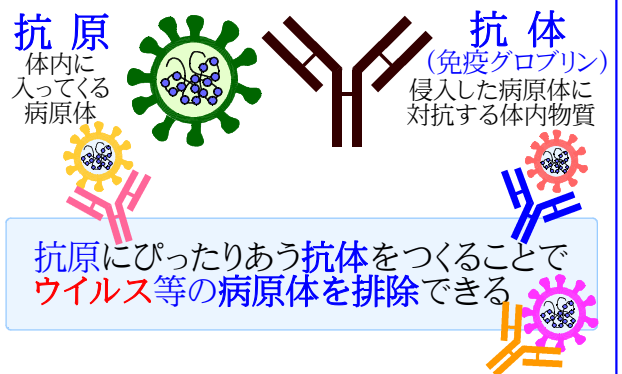 抗原
体内に
入ってくる
病原体
抗体
（免疫グロブリン）
侵入した病原体に
対抗する体内物質
抗原にぴったりあう抗体をつくることで
ウイルス等の病原体を排除できる